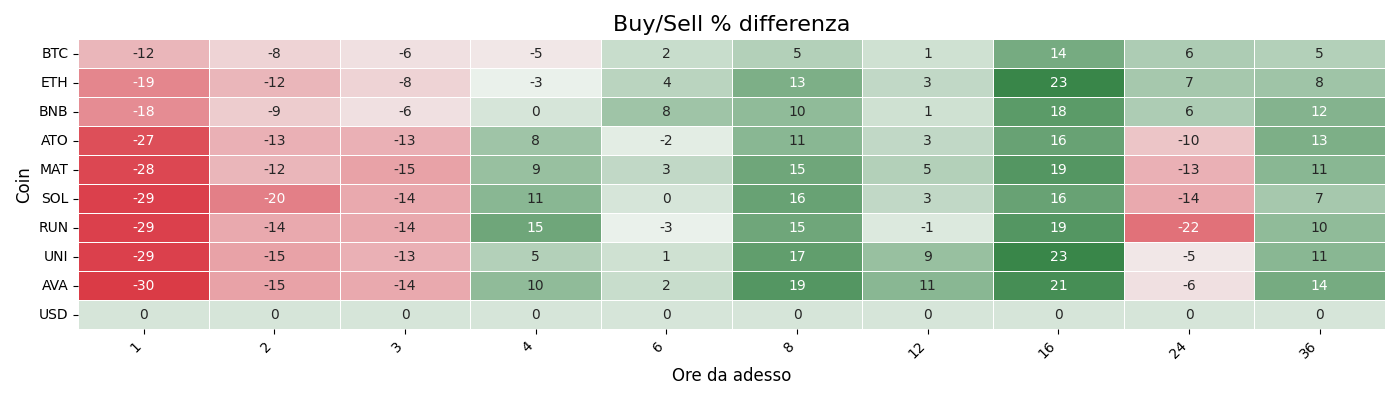 Buy/Sell % differenza
Coin
BTC -12 -8 -6 -5 2 5 1 14 6 5
ETH -19 -12 -8 -3 4 13 3 23 7 8
BNB -18 -9 -6 0 8 10 1 18 6 12
ATO -27 -13 -13 8 -2 11 3 16 -10 13
MAT -28 -12 -15 9 3 15 5 19 -13 11
SOL -29 -20 -14 11 0 16 3 16 -14 7
RUN -29 -14 -14 15 -3 15 -1 19 -22 10
UNI -29 -15 -13 5 1 17 9 23 -5 11
AVA -30 -15 -14 10 2 19 11 21 -6 14
USD 0 0 0 0 0 0 0 0 0 0
1 2 3 4 6 8 12 16 24 36
Ore da adesso